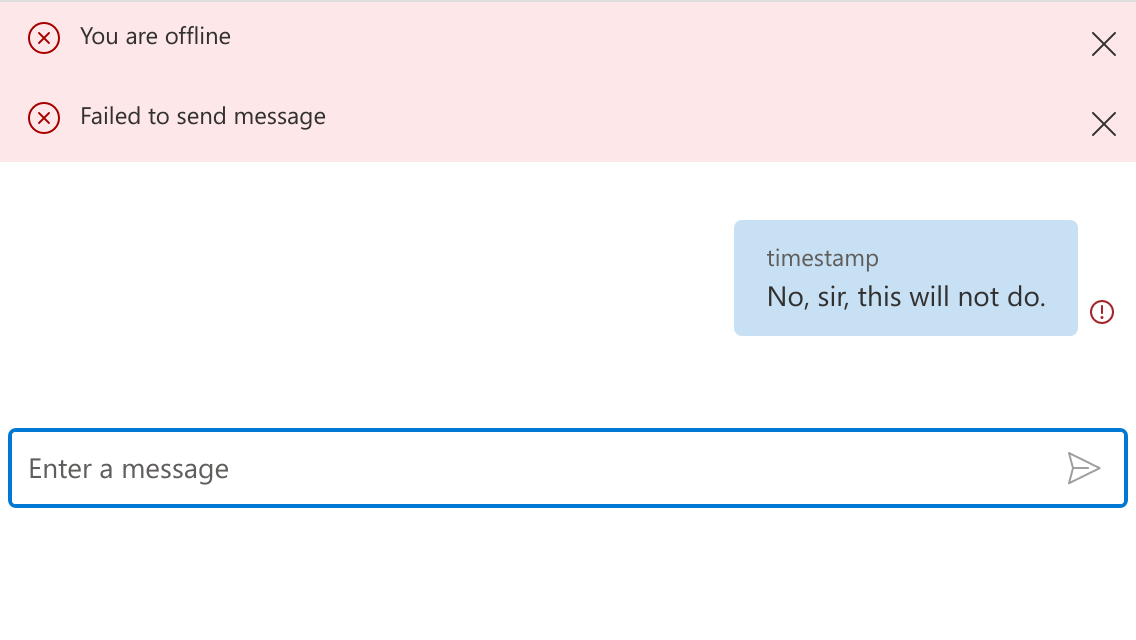 You are offline
Failed to send message
timestamp
No, sir, this will not do.
Enter a message